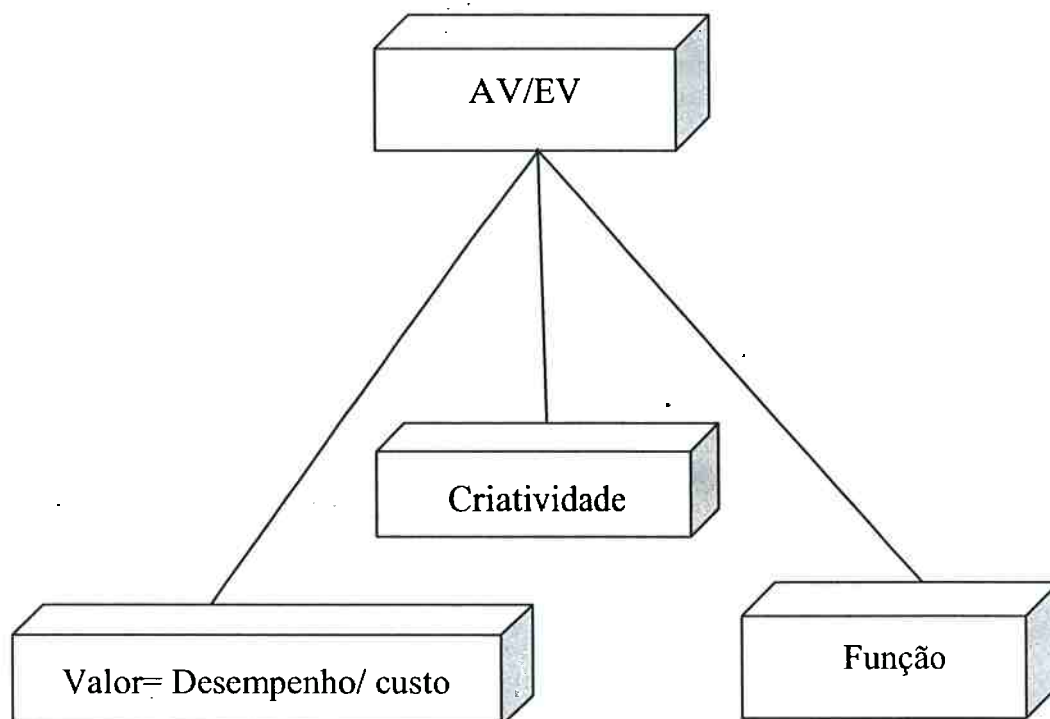 AV/EV
Criatividade
Valor= Desempenho/ custo
Função